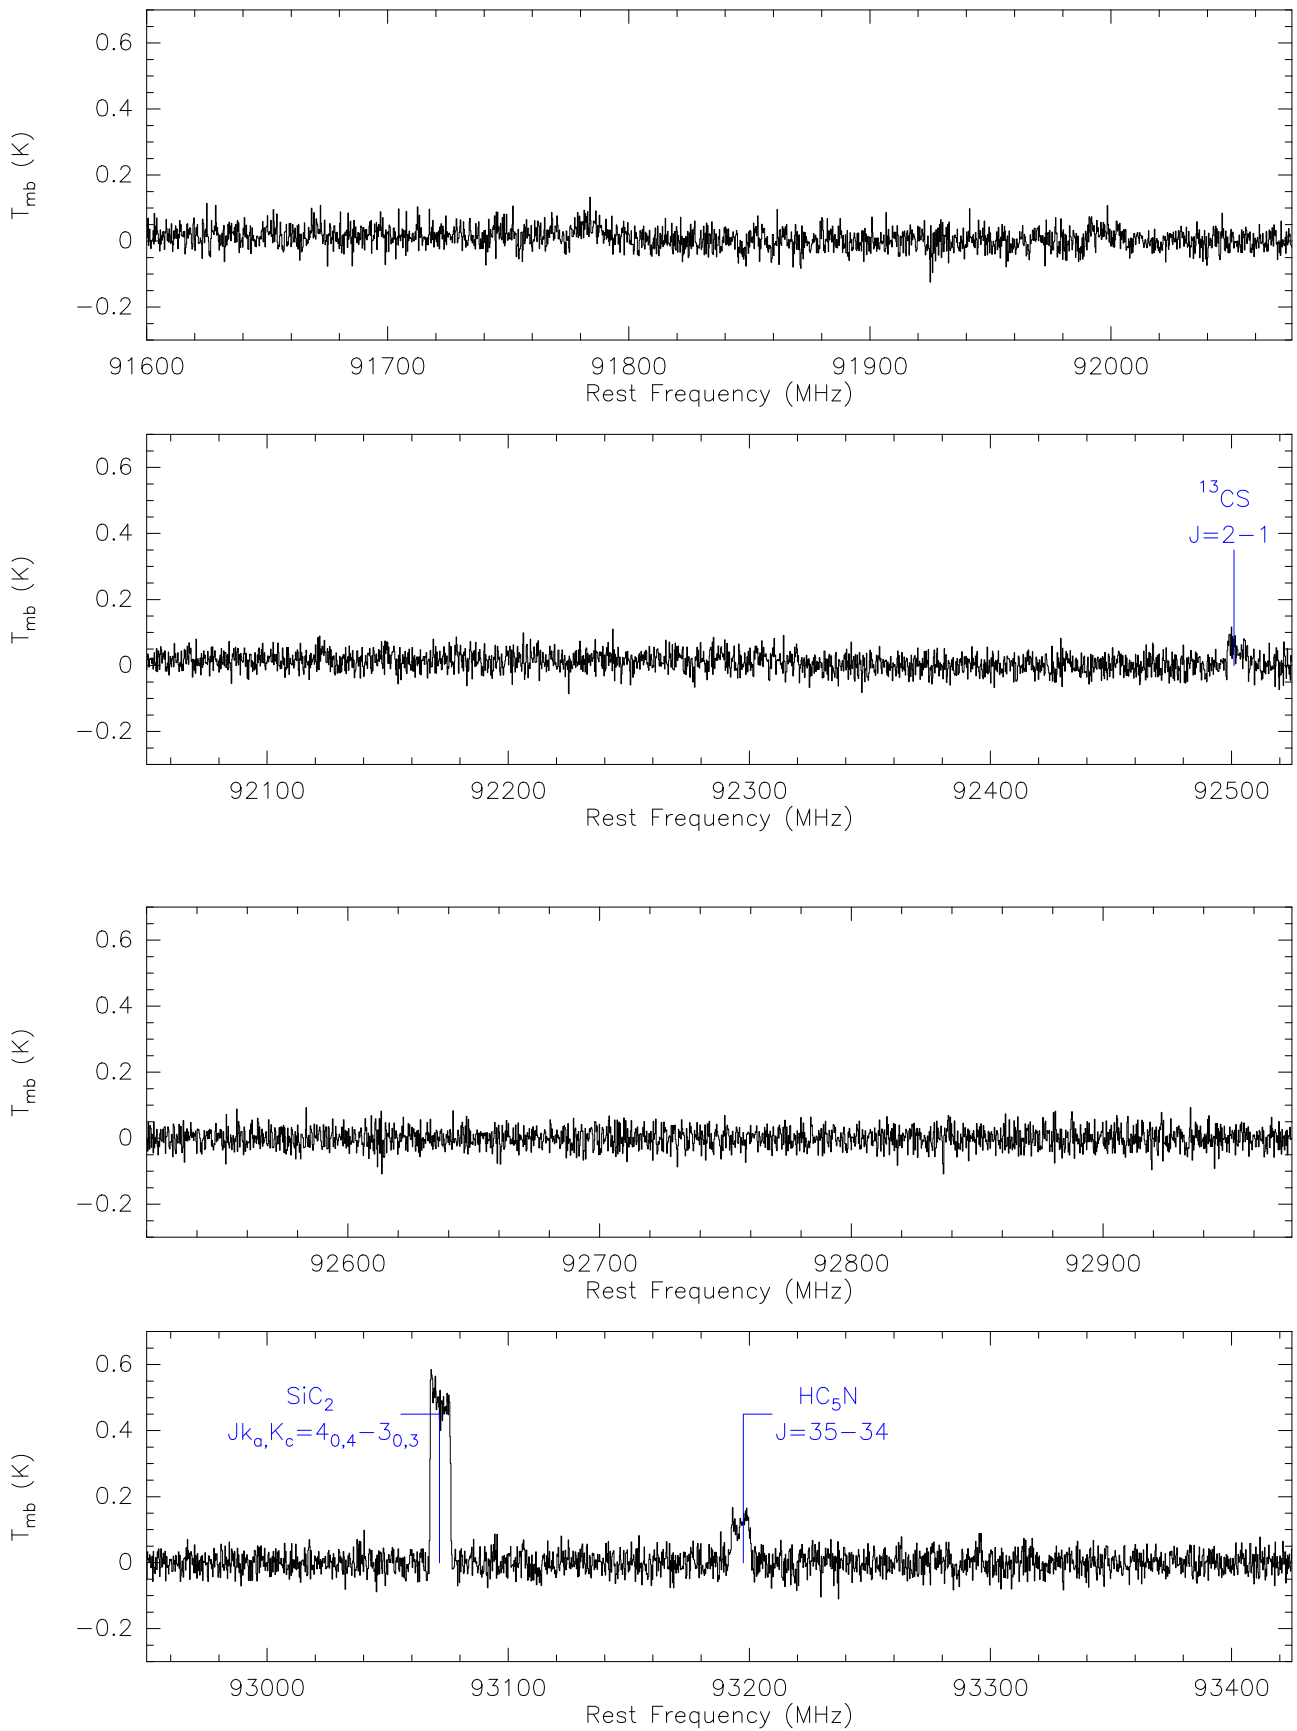 0.6
0.4
0.2
0
−0.2
T_mb (K)
91600 91700 91800 91900 92000
Rest Frequency (MHz)
0.6
0.4
0.2
0
−0.2
T_mb (K)
¹³CS
J=2−1
92100 92200 92300 92400 92500
Rest Frequency (MHz)
0.6
0.4
0.2
0
−0.2
T_mb (K)
92600 92700 92800 92900
Rest Frequency (MHz)
0.6
0.4
0.2
0
−0.2
T_mb (K)
SiC₂
Jk_a,K_c=4_0,4−3_0,3
HC₅N
J=35−34
93000 93100 93200 93300 93400
Rest Frequency (MHz)